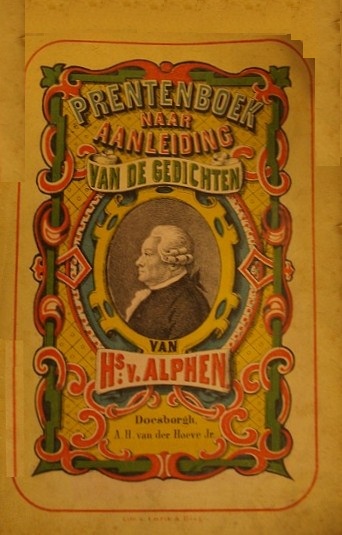 PRENTENBOEK
NAAR
AANLEIDING
VAN DE GEDICHTEN
VAN
Hs. v. ALPHEN.
Doesborgh,
A. H. van der Hoeve Jr.